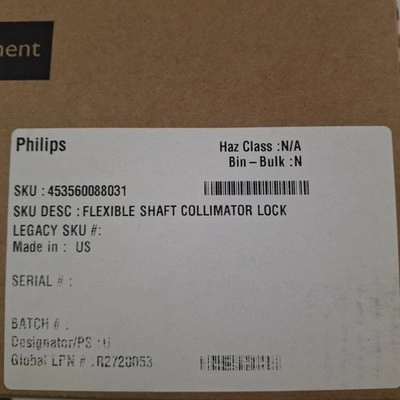 ment
Philips
Haz Class :N/A
Bin – Bulk :N
SKU : 453560088031
SKU DESC : FLEXIBLE SHAFT COLLIMATOR LOCK
LEGACY SKU #:
Made in : US
SERIAL # :
BATCH # :
Designator/PS :
Global LPN # :R2720053